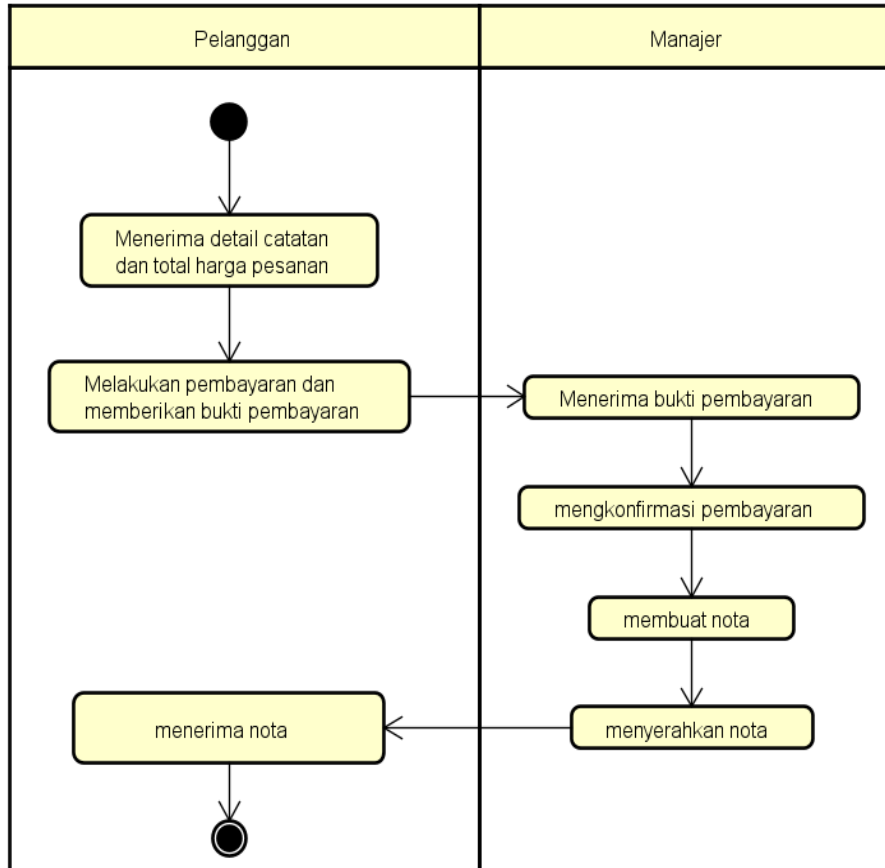 Pelanggan
Manajer
Menerima detail catatan
dan total harga pesanan
Melakukan pembayaran dan
memberikan bukti pembayaran
Menerima bukti pembayaran
mengkonfirmasi pembayaran
membuat nota
menyerahkan nota
menerima nota